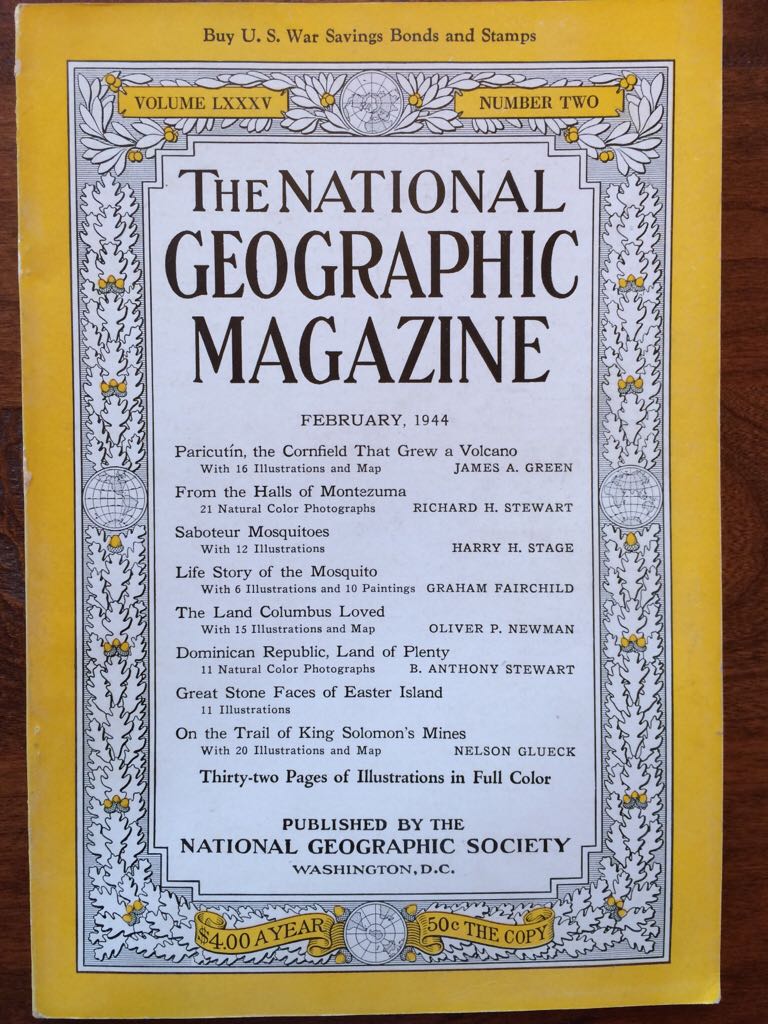 Buy U. S. War Savings Bonds and Stamps
VOLUME LXXXV NUMBER TWO
THE NATIONAL
GEOGRAPHIC
MAGAZINE
FEBRUARY, 1944
Paricutín, the Cornfield That Grew a Volcano
With 16 Illustrations and Map JAMES A. GREEN
From the Halls of Montezuma
21 Natural Color Photographs RICHARD H. STEWART
Saboteur Mosquitoes
With 12 Illustrations HARRY H. STAGE
Life Story of the Mosquito
With 6 Illustrations and 10 Paintings GRAHAM FAIRCHILD
The Land Columbus Loved
With 15 Illustrations and Map OLIVER P. NEWMAN
Dominican Republic, Land of Plenty
11 Natural Color Photographs B. ANTHONY STEWART
Great Stone Faces of Easter Island
11 Illustrations
On the Trail of King Solomon's Mines
With 20 Illustrations and Map NELSON GLUECK
Thirty-two Pages of Illustrations in Full Color
PUBLISHED BY THE
NATIONAL GEOGRAPHIC SOCIETY
WASHINGTON, D.C.
$4.00 A YEAR 50c THE COPY